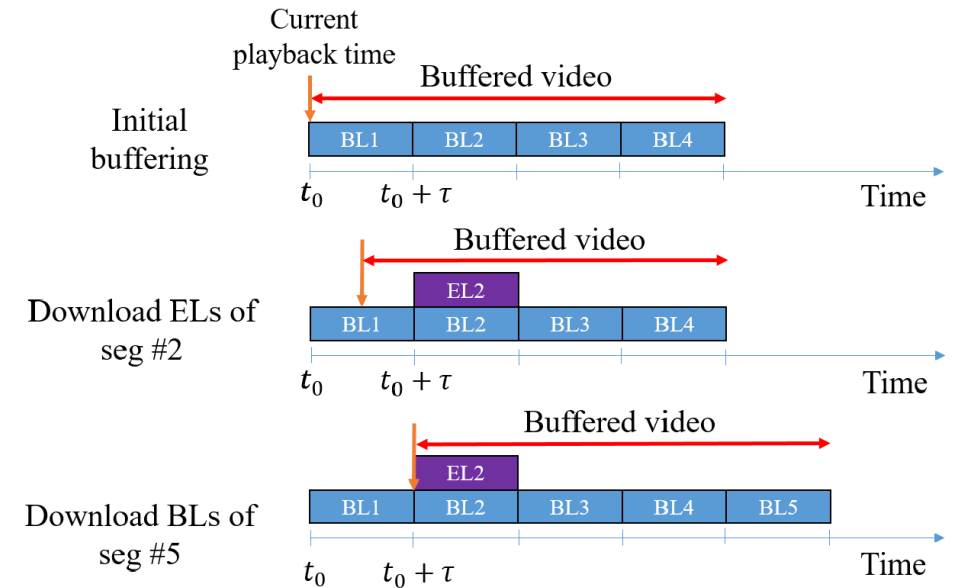 Current
playback time
Buffered video
Initial
buffering
BL1 BL2 BL3 BL4
t₀ t₀ + τ
Time
Buffered video
Download ELs of
seg #2
EL2
BL1 BL2 BL3 BL4
t₀ t₀ + τ
Time
Buffered video
Download BLs of
seg #5
EL2
BL1 BL2 BL3 BL4 BL5
t₀ t₀ + τ
Time